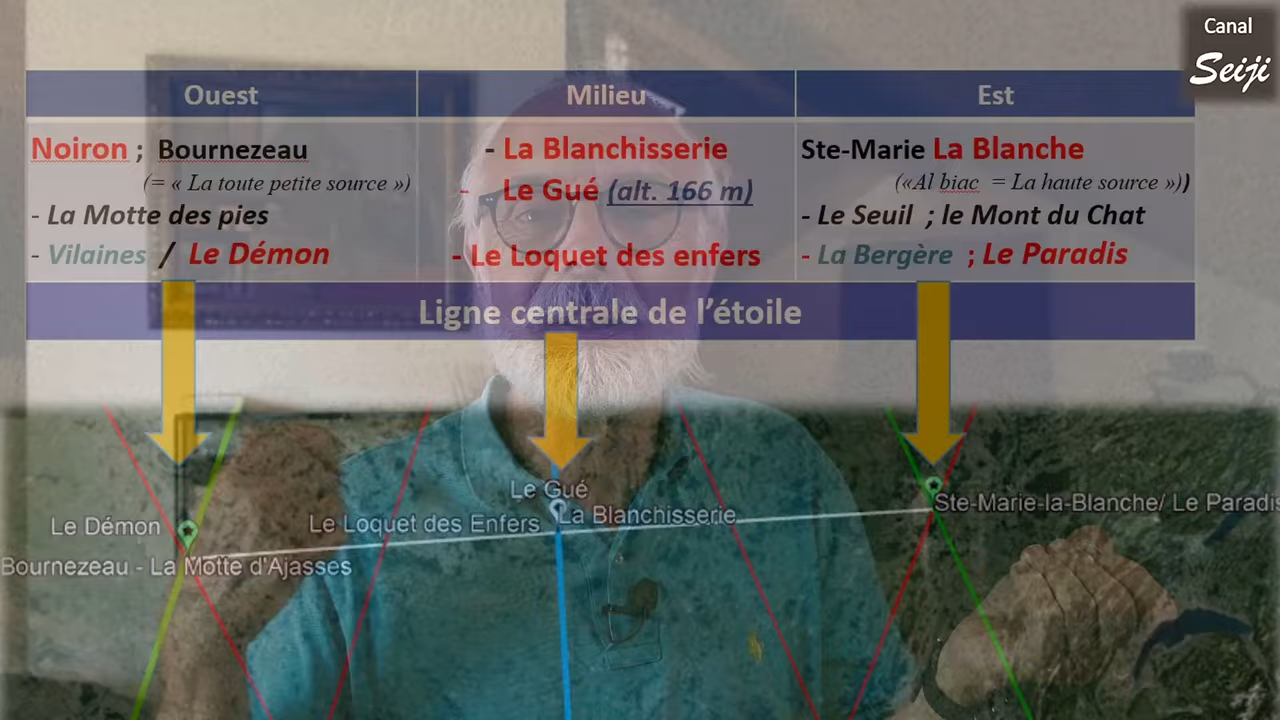 Canal
Seiji
Ouest
Milieu
Est
Noiron ; Bournezeau
(= « La toute petite source »)
- La Motte des pies
- Vilaines / Le Démon
- La Blanchisserie
- Le Gué (alt. 166 m)
- Le Loquet des enfers
Ste-Marie La Blanche
(«Al biac = La haute source »))
- Le Seuil ; le Mont du Chat
- La Bergère ; Le Paradis
Ligne centrale de l’étoile
Le Gué
Le Démon
Le Loquet des Enfers
La Blanchisserie
Ste-Marie-la-Blanche/ Le Paradis
Bournezeau - La Motte d'Ajasses